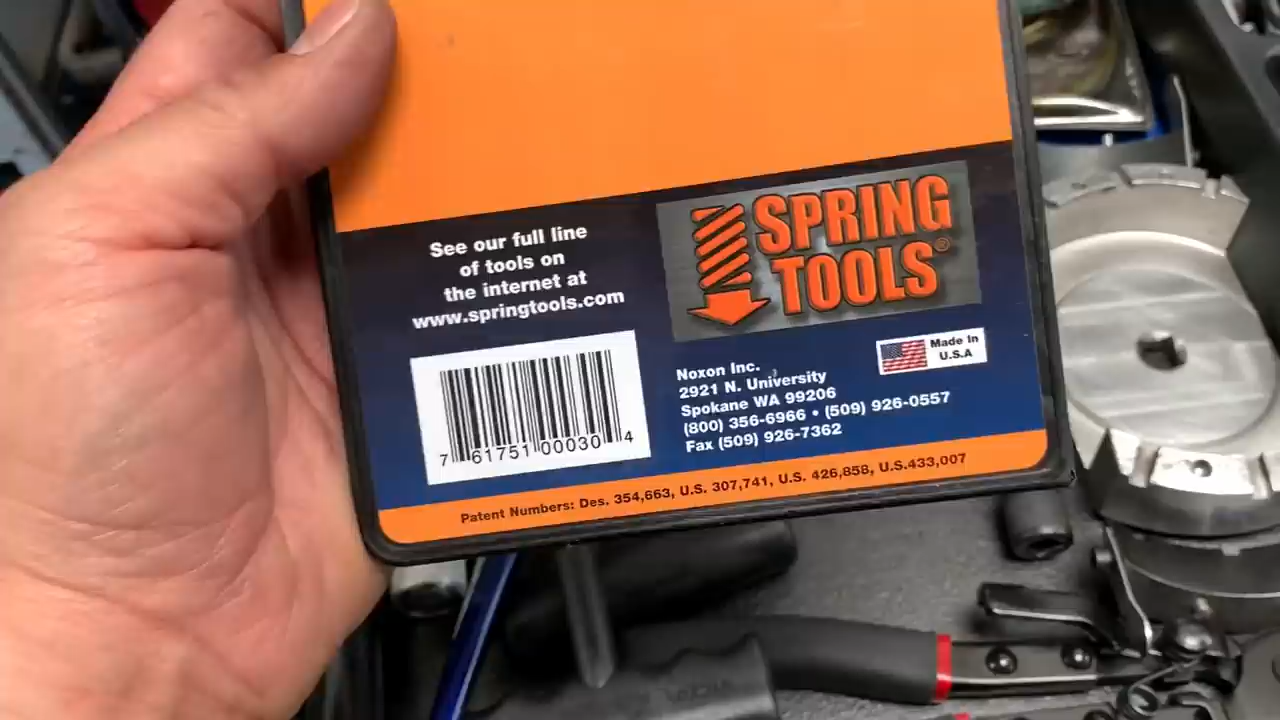 See our full line
of tools on
the internet at
www.springtools.com
SPRING
TOOLS®
Made In
U.S.A
7 61751 00030 4
Noxon Inc.
2921 N. University
Spokane WA 99206
(800) 356-6966 • (509) 926-0557
Fax (509) 926-7362
Patent Numbers: Des. 354,663, U.S. 307,741, U.S. 426,858, U.S.433,007